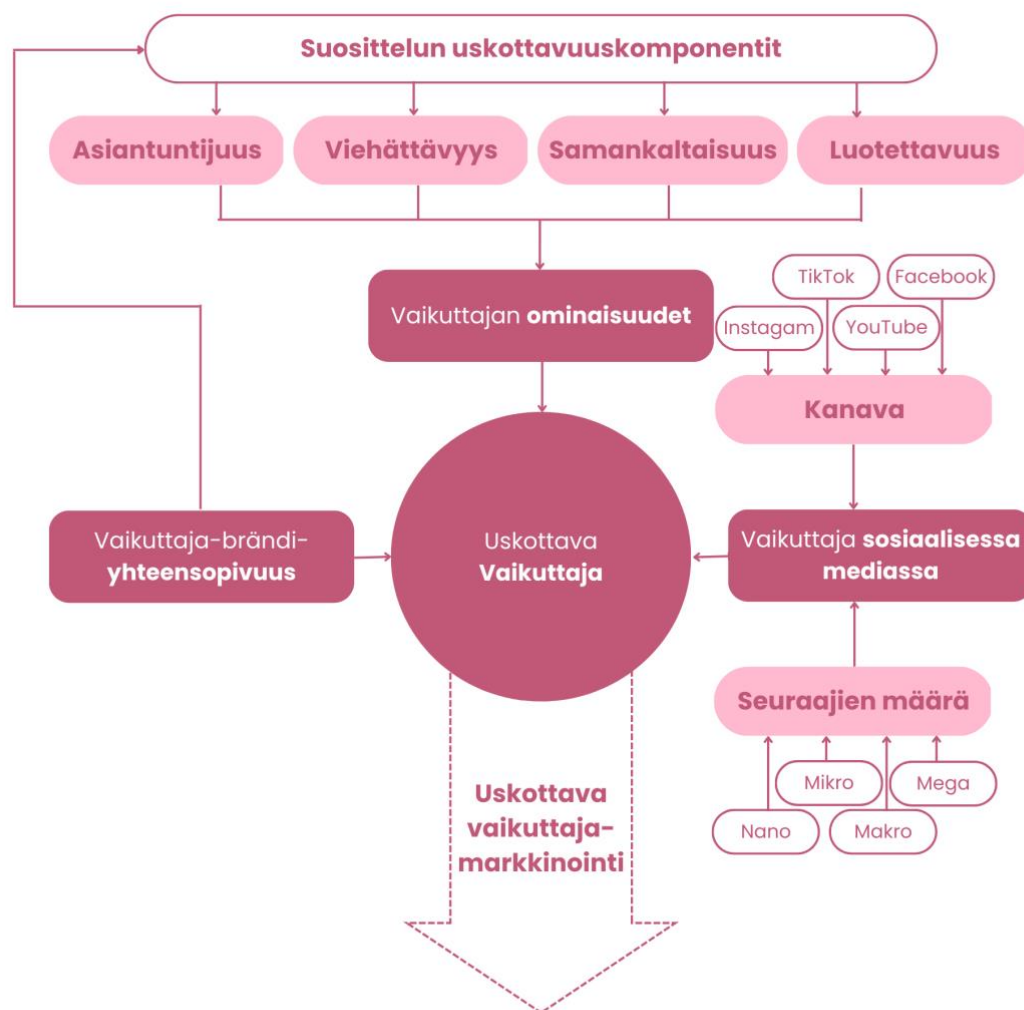 Suosittelun uskottavuuskomponentit
Asiantuntijuus
Viehättävyys
Samankaltaisuus
Luotettavuus
Vaikuttajan ominaisuudet
TikTok
Facebook
Instagam
YouTube
Kanava
Vaikuttaja-brändi-
yhteensopivuus
Uskottava
Vaikuttaja
Vaikuttaja sosiaalisessa
mediassa
Seuraajien määrä
Mikro
Mega
Nano
Makro
Uskottava
vaikuttaja-
markkinointi